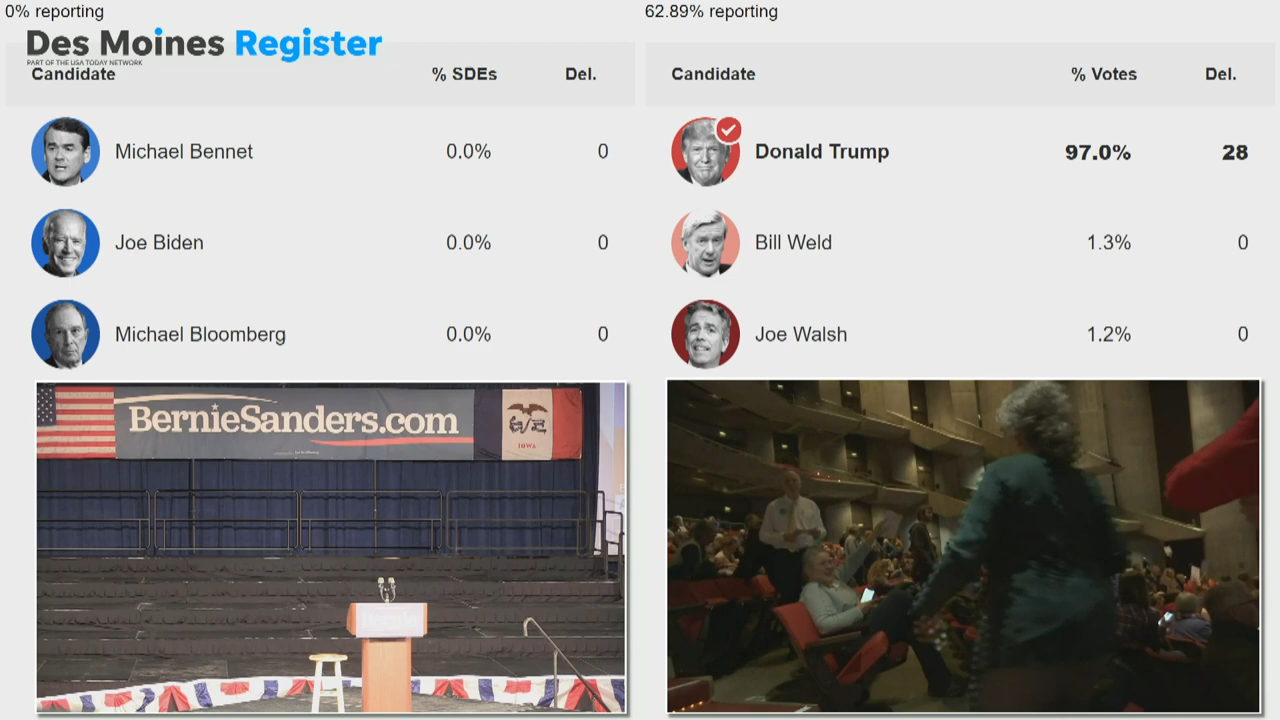 0% reporting
Des Moines Register
PART OF THE USA TODAY NETWORK
Candidate % SDEs Del.
Michael Bennet 0.0% 0
Joe Biden 0.0% 0
Michael Bloomberg 0.0% 0
62.89% reporting
Candidate % Votes Del.
Donald Trump 97.0% 28
Bill Weld 1.3% 0
Joe Walsh 1.2% 0
BernieSanders.com
IOWA